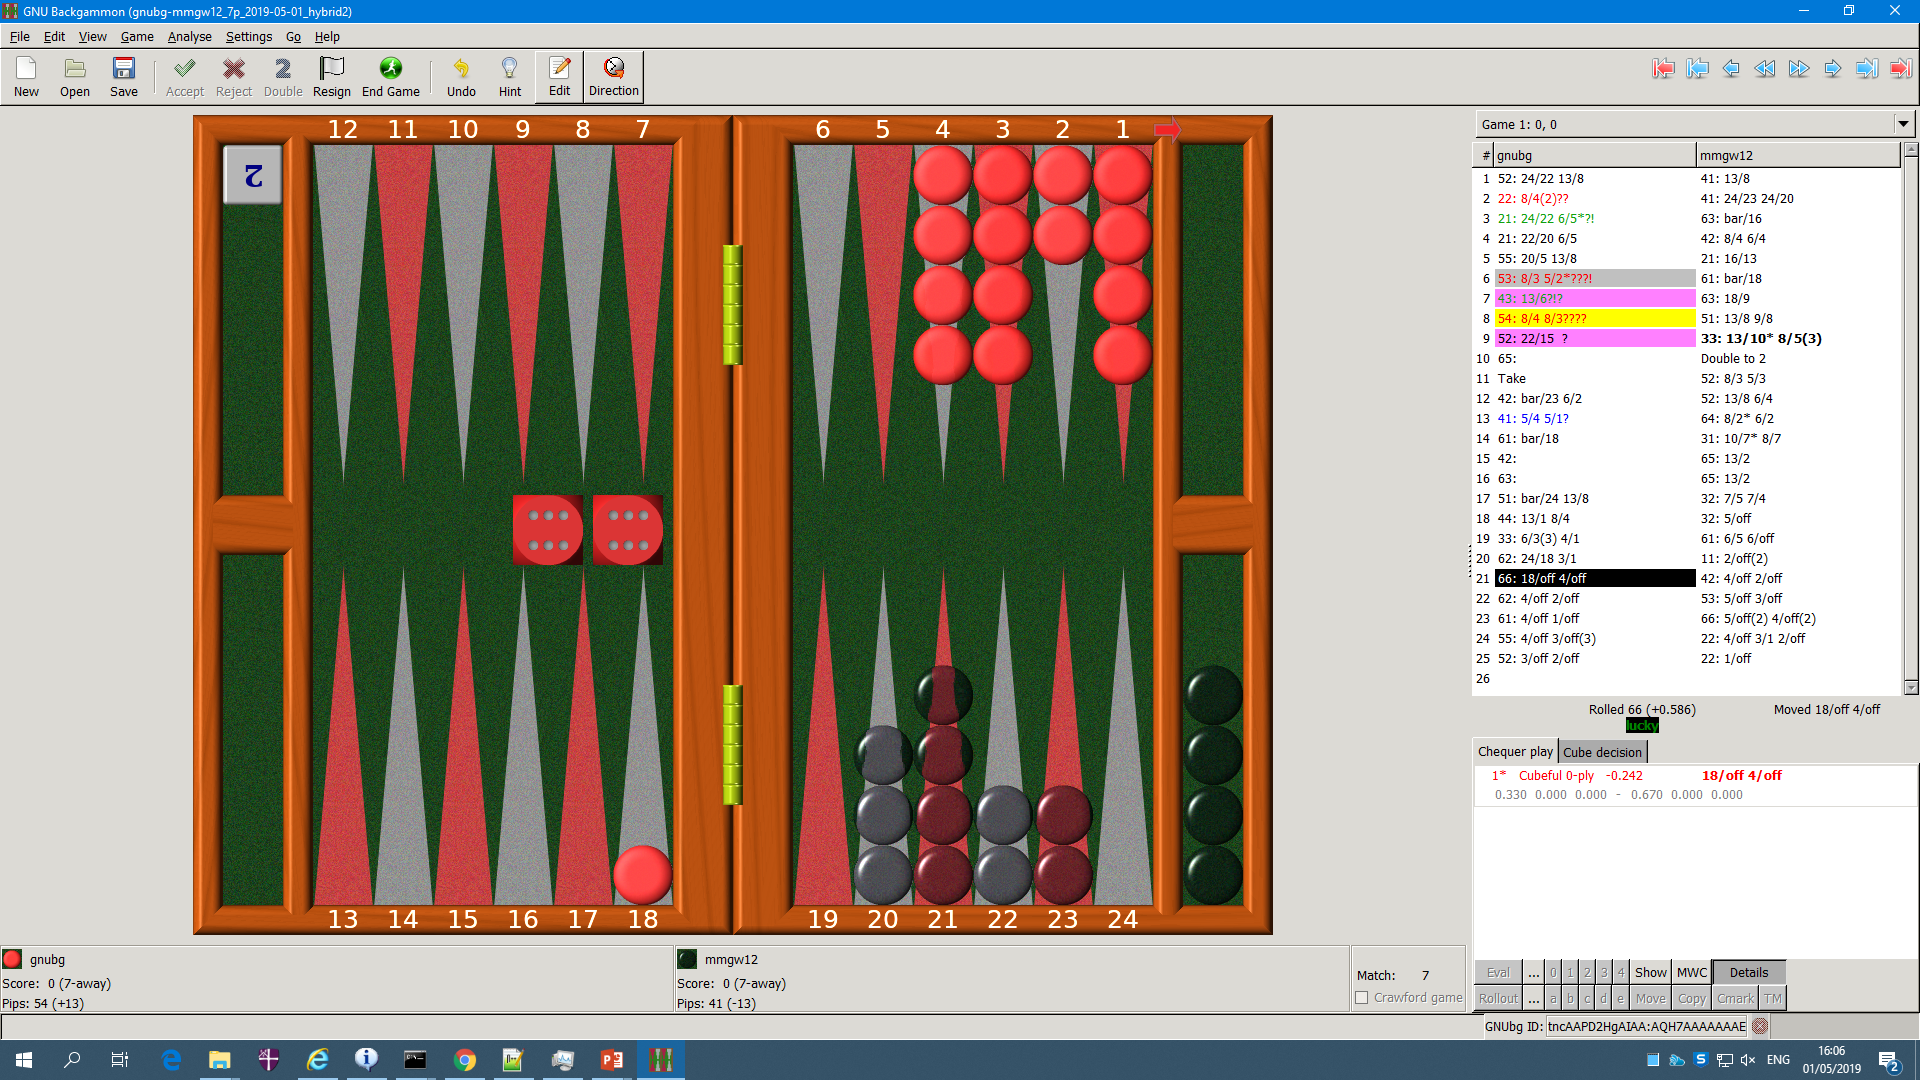 GNU Backgammon (gnubg-mmgw12_7p_2019-05-01_hybrid2)
File Edit View Game Analyse Settings Go Help
New Open Save Accept Reject Double Resign End Game Undo Hint Edit Direction
2
12 11 10 9 8 7 6 5 4 3 2 1
2
13 14 15 16 17 18 19 20 21 22 23 24
Game 1: 0, 0
# gnubg mmgw12
1 52: 24/22 13/8 41: 13/8
2 22: 8/4(2)?? 41: 24/23 24/20
3 21: 24/22 6/5*?! 63: bar/16
4 21: 22/20 6/5 42: 8/4 6/4
5 55: 20/5 13/8 21: 16/13
6 53: 8/3 5/2*???! 61: bar/18
7 43: 13/6?!? 63: 18/9
8 54: 8/4 8/3???? 51: 13/8 9/8
9 52: 22/15 ? 33: 13/10* 8/5(3)
10 65: Double to 2
11 Take 52: 8/3 5/3
12 42: bar/23 6/2 52: 13/8 6/4
13 41: 5/4 5/1? 64: 8/2* 6/2
14 61: bar/18 31: 10/7* 8/7
15 42: 65: 13/2
16 63: 65: 13/2
17 51: bar/24 13/8 32: 7/5 7/4
18 44: 13/1 8/4 32: 5/off
19 33: 6/3(3) 4/1 61: 6/5 6/off
20 62: 24/18 3/1 11: 2/off(2)
21 66: 18/off 4/off 42: 4/off 2/off
22 62: 4/off 2/off 53: 5/off 3/off
23 61: 4/off 1/off 66: 5/off(2) 4/off(2)
24 55: 4/off 3/off(3) 22: 4/off 3/1 2/off
25 52: 3/off 2/off 22: 1/off
26
Rolled 66 (+0.586) Moved 18/off 4/off
lucky
Chequer play Cube decision
1* Cubeful 0-ply -0.242 18/off 4/off
0.330 0.000 0.000 - 0.670 0.000 0.000
Eval ... 0 1 2 3 4 Show MWC Details
Rollout ... a b c d e Move Copy Cmark TM
gnubg
Score: 0 (7-away)
Pips: 54 (+13)
mmgw12
Score: 0 (7-away)
Pips: 41 (-13)
Match: 7
Crawford game
GNUbg ID: tncAAPD2HgAIAA:AQH7AAAAAAAE
ENG
16:06
01/05/2019
2